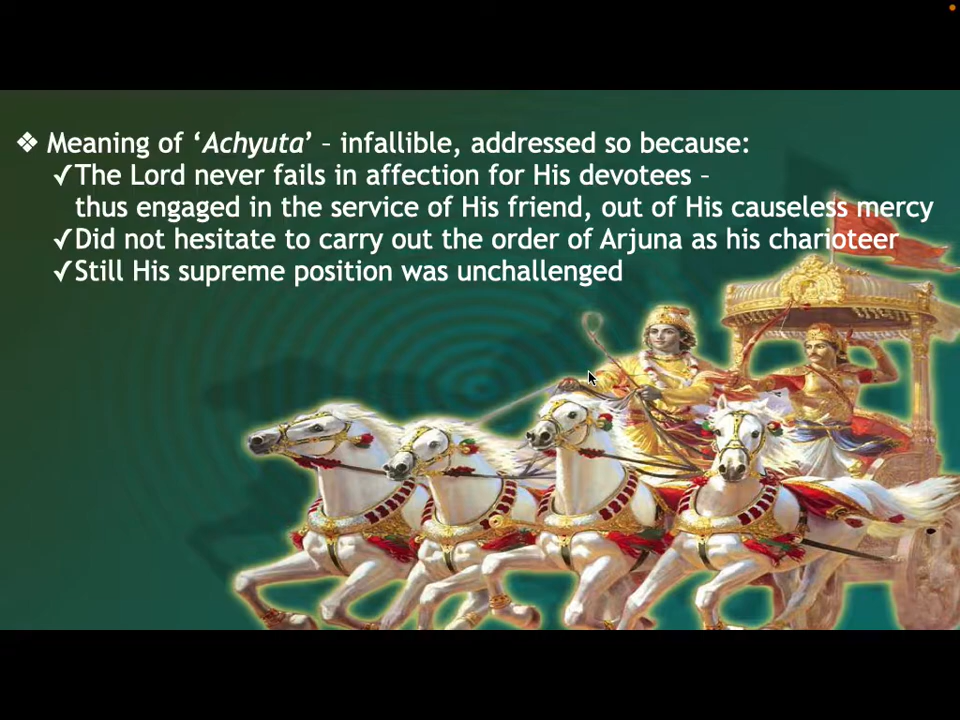 ❖ Meaning of ‘Achyuta’ – infallible, addressed so because:
✓The Lord never fails in affection for His devotees –
thus engaged in the service of His friend, out of His causeless mercy
✓Did not hesitate to carry out the order of Arjuna as his charioteer
✓Still His supreme position was unchallenged